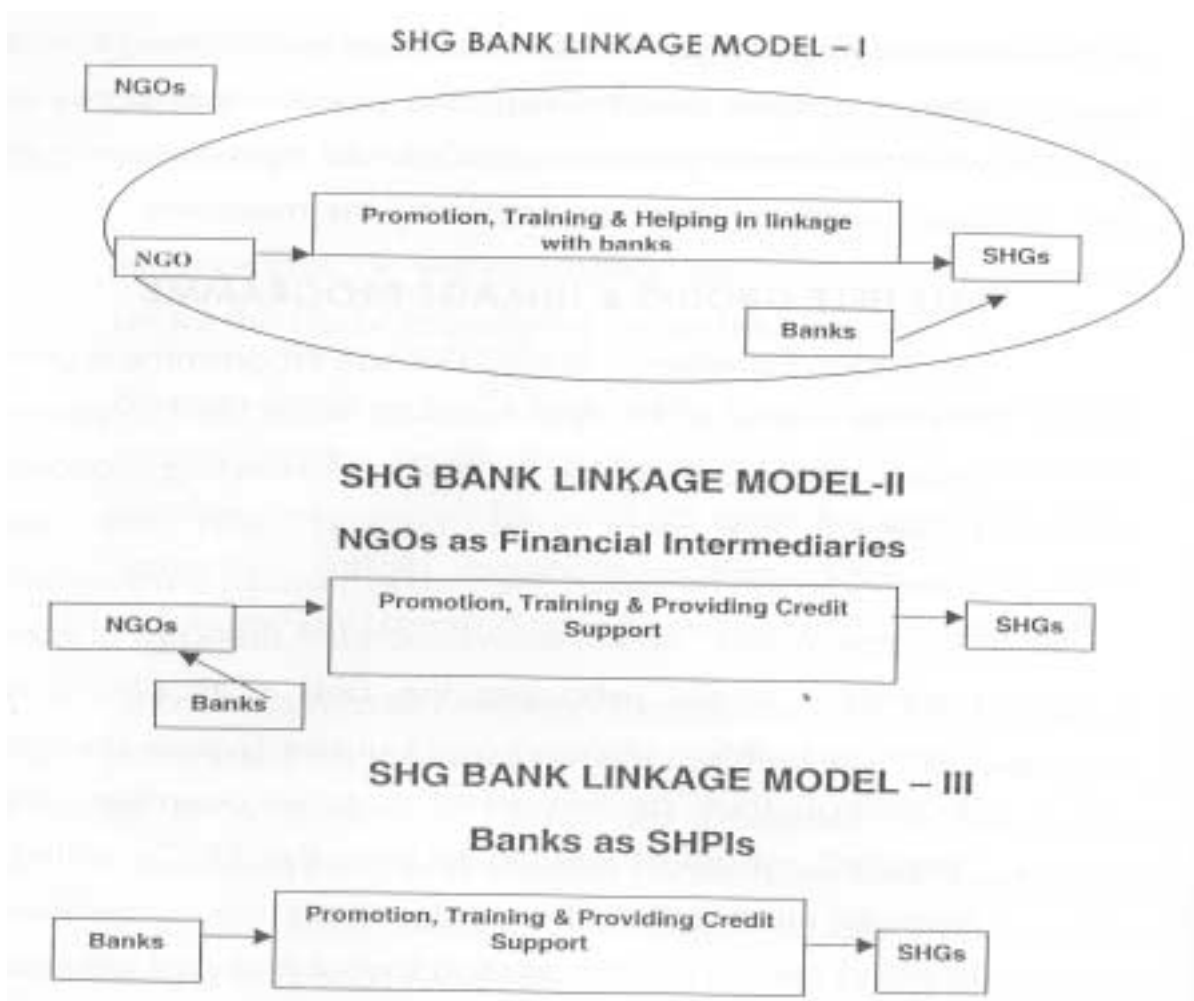 SHG BANK LINKAGE MODEL – I
NGOs
Promotion, Training & Helping in linkage
with banks
NGO
SHGs
Banks
SHG BANK LINKAGE MODEL-II
NGOs as Financial Intermediaries
Promotion, Training & Providing Credit
Support
NGOs
SHGs
Banks
SHG BANK LINKAGE MODEL – III
Banks as SHPIs
Promotion, Training & Providing Credit
Support
Banks
SHGs